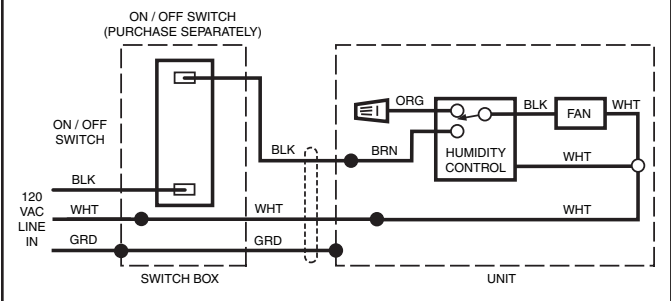 ON / OFF SWITCH
(PURCHASE SEPARATELY)
ON / OFF
SWITCH
BLK
120
VAC
LINE
IN
WHT
GRD
BLK
WHT
GRD
SWITCH BOX
ORG
BRN
HUMIDITY
CONTROL
BLK
FAN
WHT
WHT
WHT
UNIT